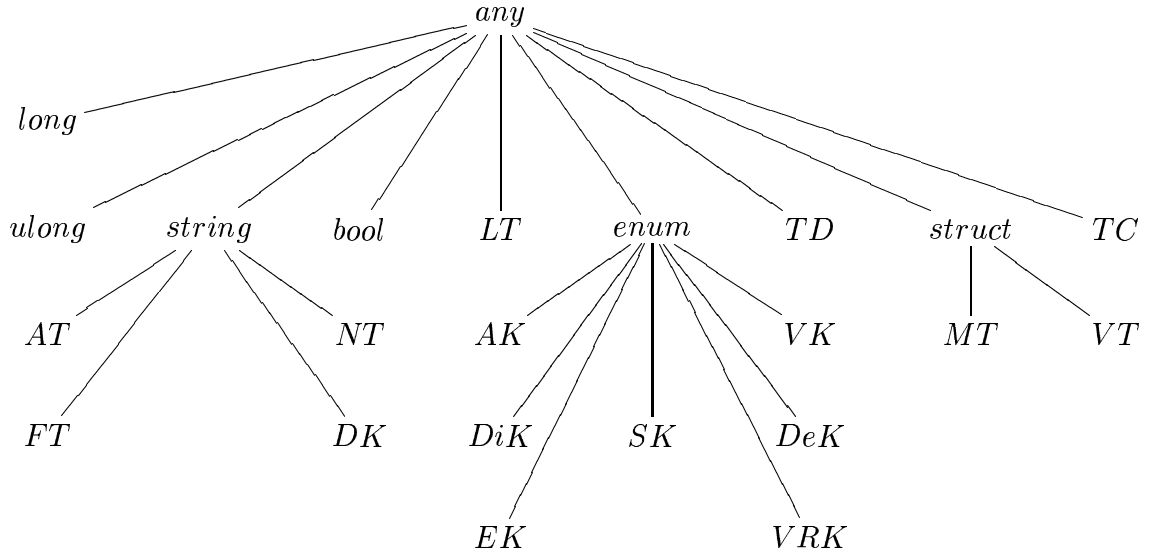 any
long
ulong string bool LT enum TD struct TC
AT NT AK VK MT VT
FT DK DiK SK DeK
EK VRK